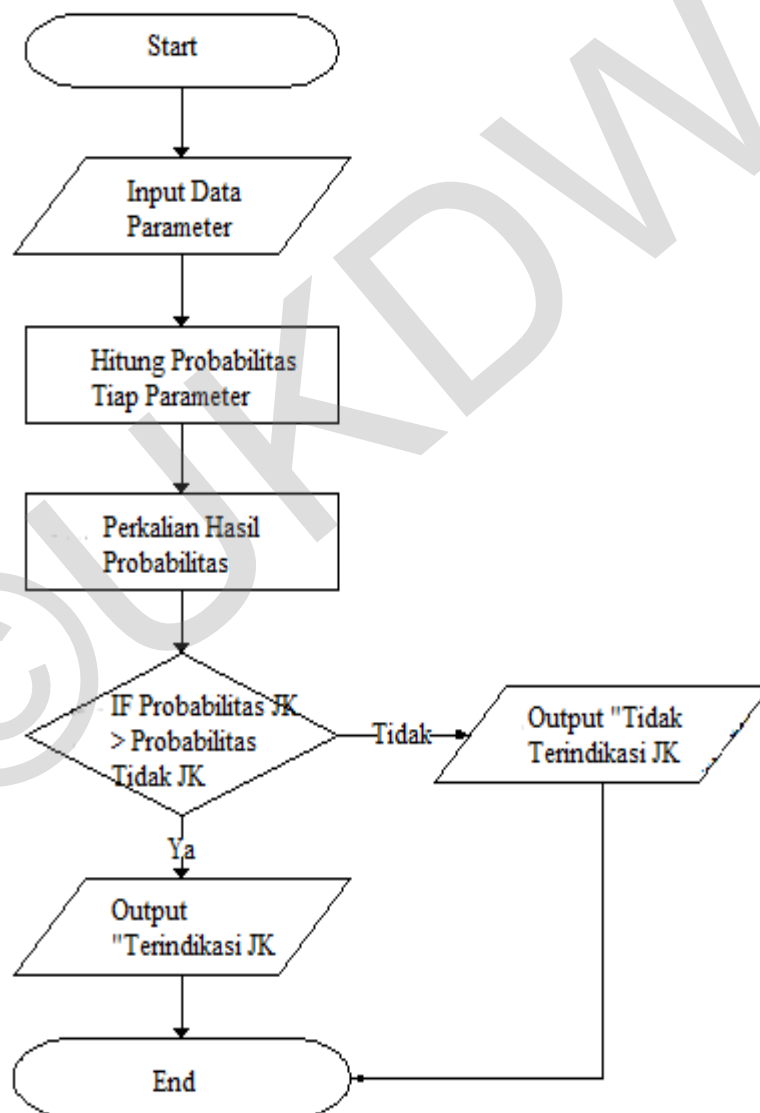 Start
Input Data
Parameter
Hitung Probabilitas
Tiap Parameter
Perkalian Hasil
Probabilitas
IF Probabilitas JK
> Probabilitas
Tidak JK
Tidak
Output "Tidak
Terindikasi JK
Ya
Output
"Terindikasi JK
End
©UKDW